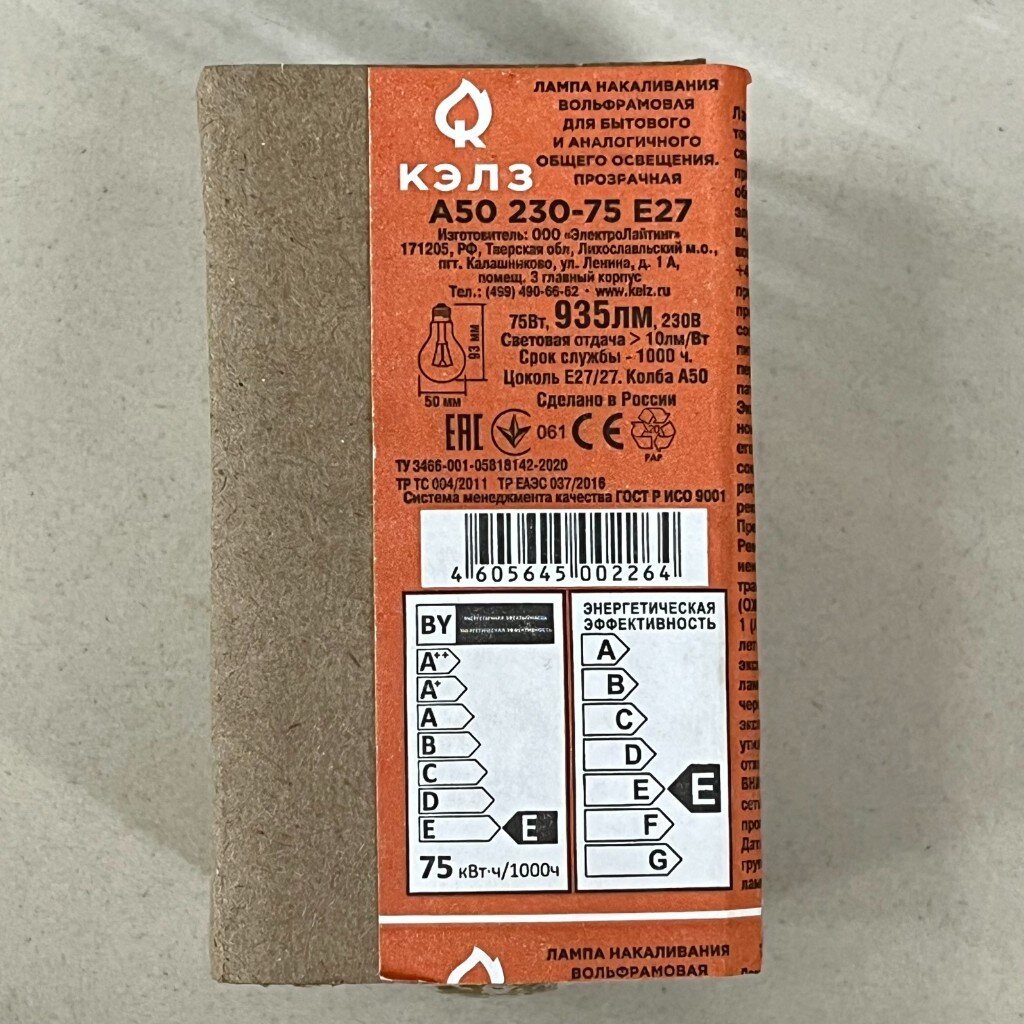 КЭЛЗ
ЛАМПА НАКАЛИВАНИЯ
ВОЛЬФРАМОВАЯ
ДЛЯ БЫТОВОГО
И АНАЛОГИЧНОГО
ОБЩЕГО ОСВЕЩЕНИЯ.
ПРОЗРАЧНАЯ
А50 230-75 Е27
Изготовитель: ООО «ЭлектроЛайтинг»
171205, РФ, Тверская обл, Лихославльский м.о.,
пгт. Калашниково, ул. Ленина, д. 1 А,
помещ. 3 главный корпус
Тел.: (499) 490-66-62 • www.kelz.ru
75Вт, 935ЛМ, 230В
Световая отдача > 10лм/Вт
Срок службы - 1000 ч.
Цоколь Е27/27. Колба А50
Сделано в России
93 мм
50 мм
ЕАС
061 CE
20
PAP
ТУ 3466-001-05818142-2020
ТР ТС 004/2011 ТР ЕАЭС 037/2016
Система менеджмента качества ГОСТ Р ИСО 9001
4 605645 002264
BY
A++
A+
A
B
C
D
E
E
75 кВт·ч/1000ч
ЭНЕРГЕТИЧЕСКАЯ
ЭФФЕКТИВНОСТЬ
A
B
C
D
E
E
F
G
ЛАМПА НАКАЛИВАНИЯ
ВОЛЬФРАМОВАЯ